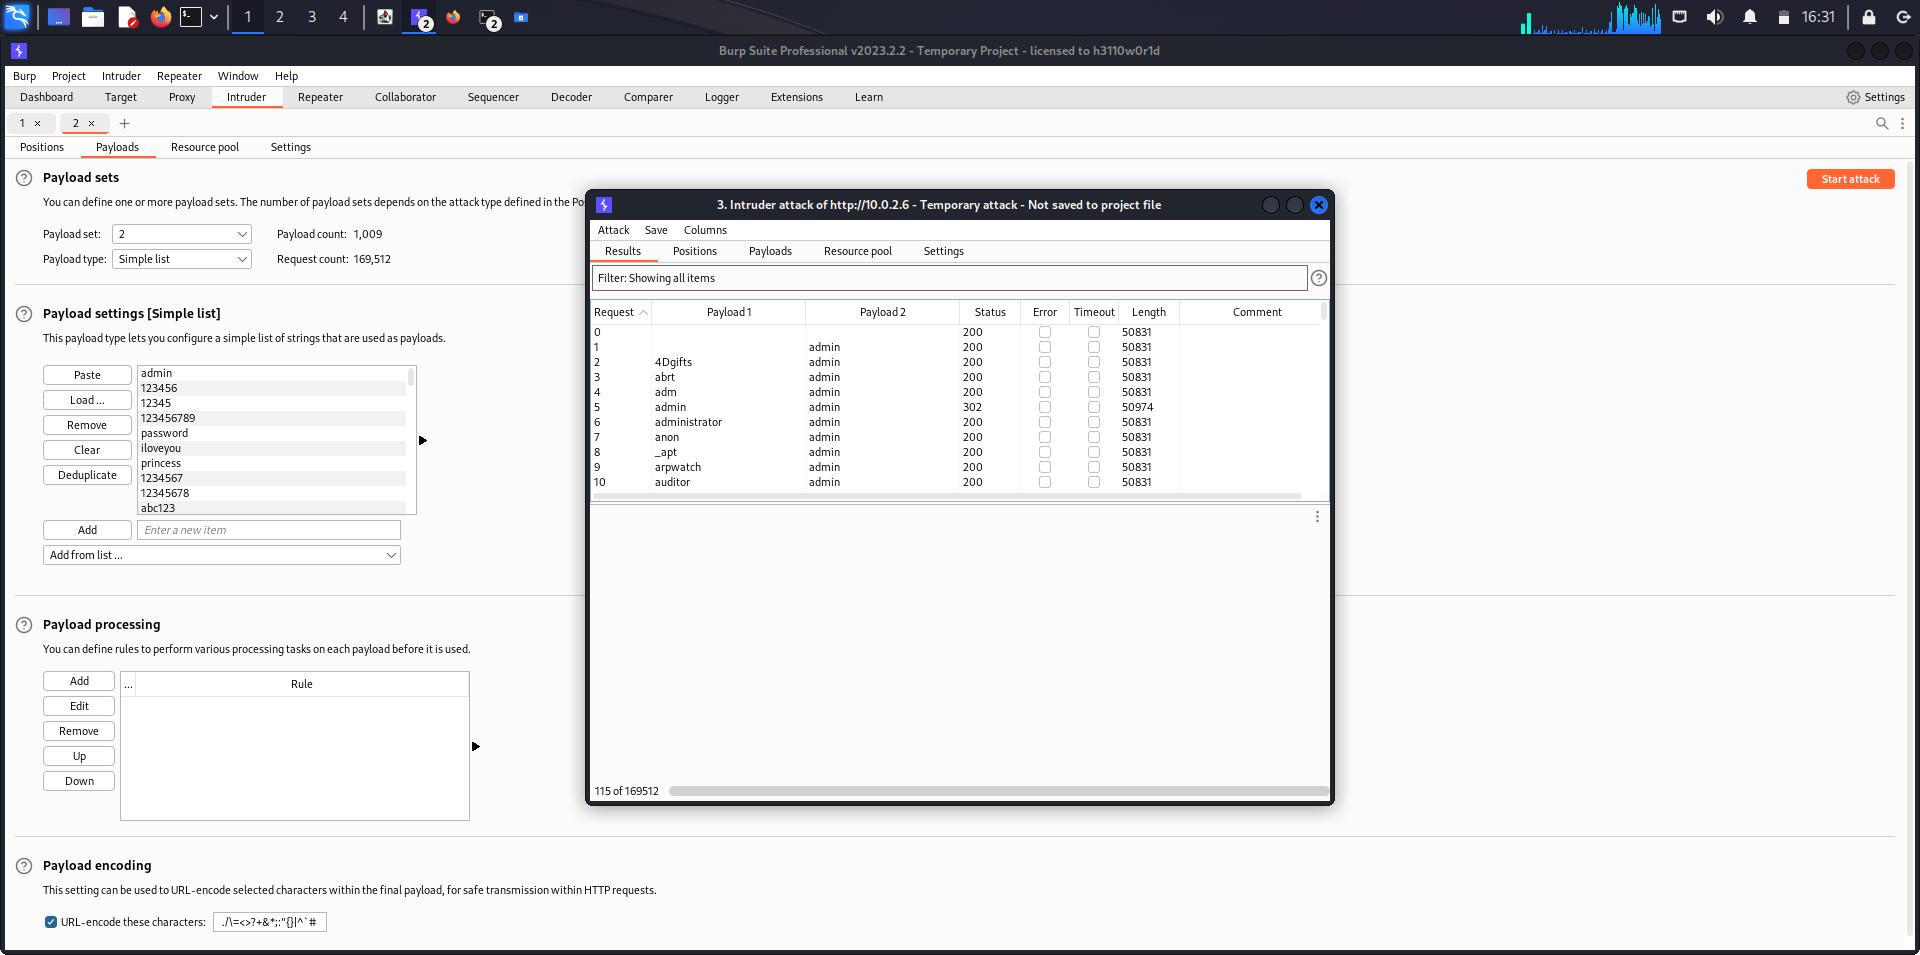 1 2 3 4 2 2 16:31
Burp Suite Professional v2023.2.2 - Temporary Project - licensed to h3110w0r1d
Burp Project Intruder Repeater Window Help
Dashboard Target Proxy Intruder Repeater Collaborator Sequencer Decoder Comparer Logger Extensions Learn Settings
1 × 2 × +
Positions Payloads Resource pool Settings
? Payload sets
Start attack
You can define one or more payload sets. The number of payload sets depends on the attack type defined in the Po
Payload set: 2 Payload count: 1,009
Payload type: Simple list Request count: 169,512
? Payload settings [Simple list]
This payload type lets you configure a simple list of strings that are used as payloads.
Paste
Load ...
Remove
Clear
Deduplicate
admin
123456
12345
123456789
password
iloveyou
princess
1234567
12345678
abc123
Add Enter a new item
Add from list ...
? Payload processing
You can define rules to perform various processing tasks on each payload before it is used.
Add
Edit
Remove
Up
Down
... Rule
? Payload encoding
This setting can be used to URL-encode selected characters within the final payload, for safe transmission within HTTP requests.
URL-encode these characters: ./\=<>?+&*;:"{}|^`#
3. Intruder attack of http://10.0.2.6 - Temporary attack - Not saved to project file
Attack Save Columns
Results Positions Payloads Resource pool Settings
Filter: Showing all items ?
Request Payload 1 Payload 2 Status Error Timeout Length Comment
0 200 50831
1 admin 200 50831
2 4Dgifts admin 200 50831
3 abrt admin 200 50831
4 adm admin 200 50831
5 admin admin 302 50974
6 administrator admin 200 50831
7 anon admin 200 50831
8 _apt admin 200 50831
9 arpwatch admin 200 50831
10 auditor admin 200 50831
115 of 169512